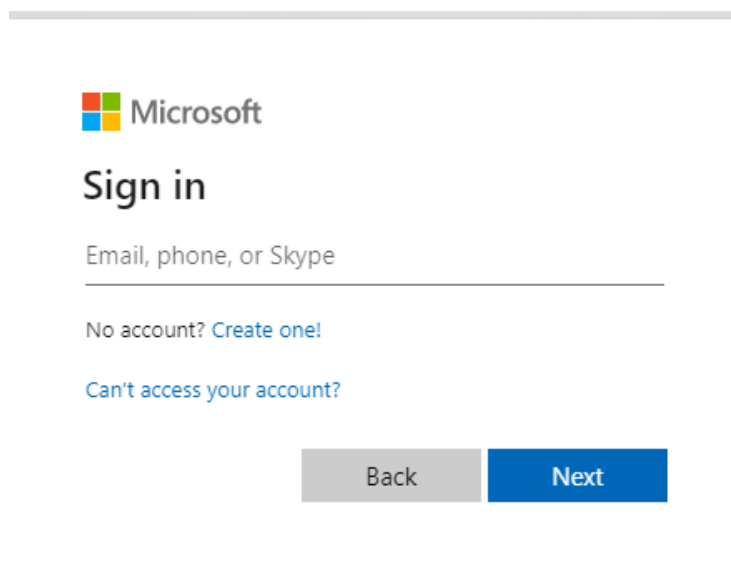 Microsoft
Sign in
Email, phone, or Skype
No account? Create one!
Can't access your account?
Back Next